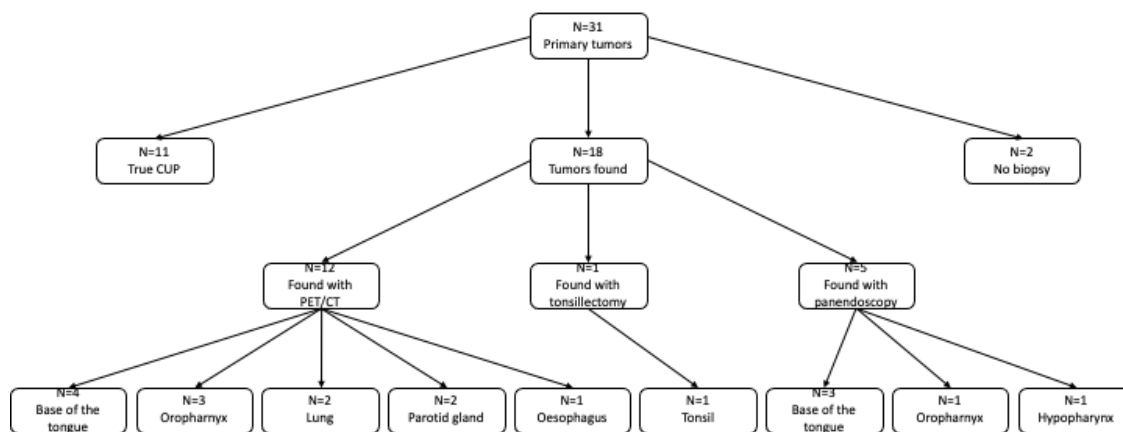 N=31
Primary tumors
N=11
True CUP
N=18
Tumors found
N=2
No biopsy
N=12
Found with
PET/CT
N=1
Found with
tonsillectomy
N=5
Found with
panendoscopy
N=4
Base of the
tongue
N=3
Oropharnyx
N=2
Lung
N=2
Parotid gland
N=1
Oesophagus
N=1
Tonsil
N=3
Base of the
tongue
N=1
Oropharnyx
N=1
Hypopharynx